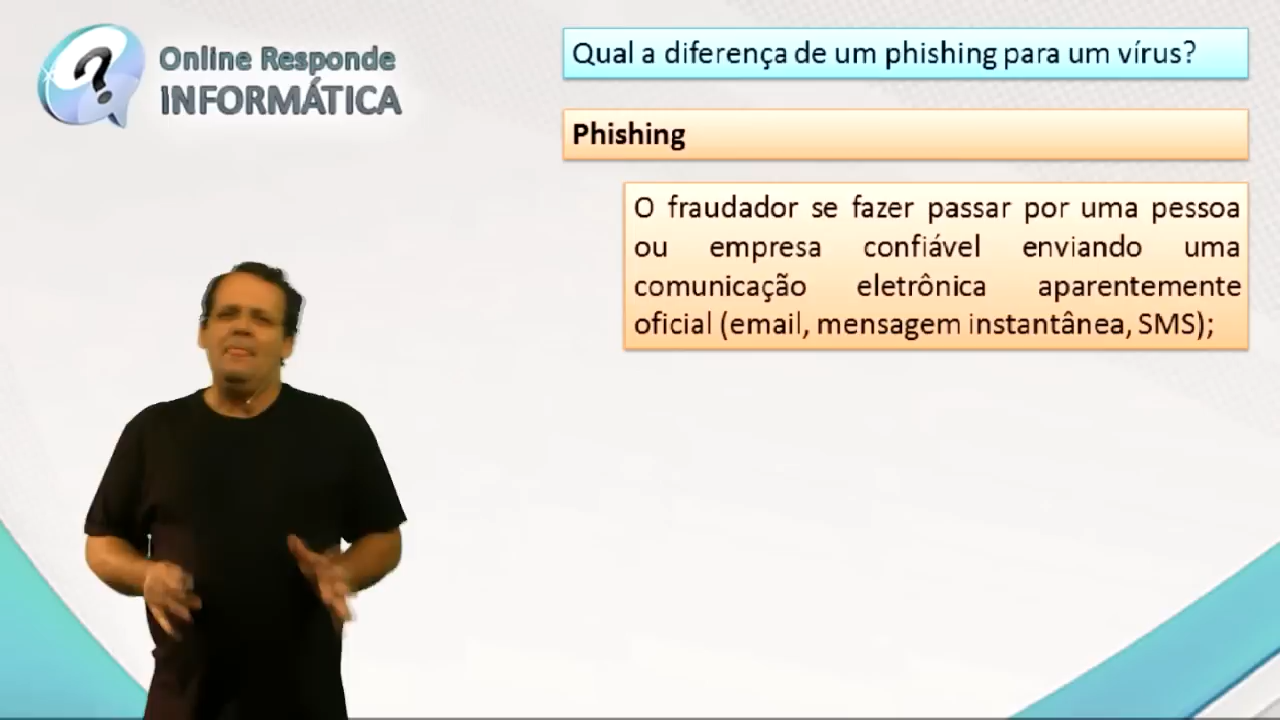 Online Responde
INFORMÁTICA
Qual a diferença de um phishing para um vírus?
Phishing
O fraudador se fazer passar por uma pessoa
ou empresa confiável enviando uma
comunicação eletrônica aparentemente
oficial (email, mensagem instantânea, SMS);